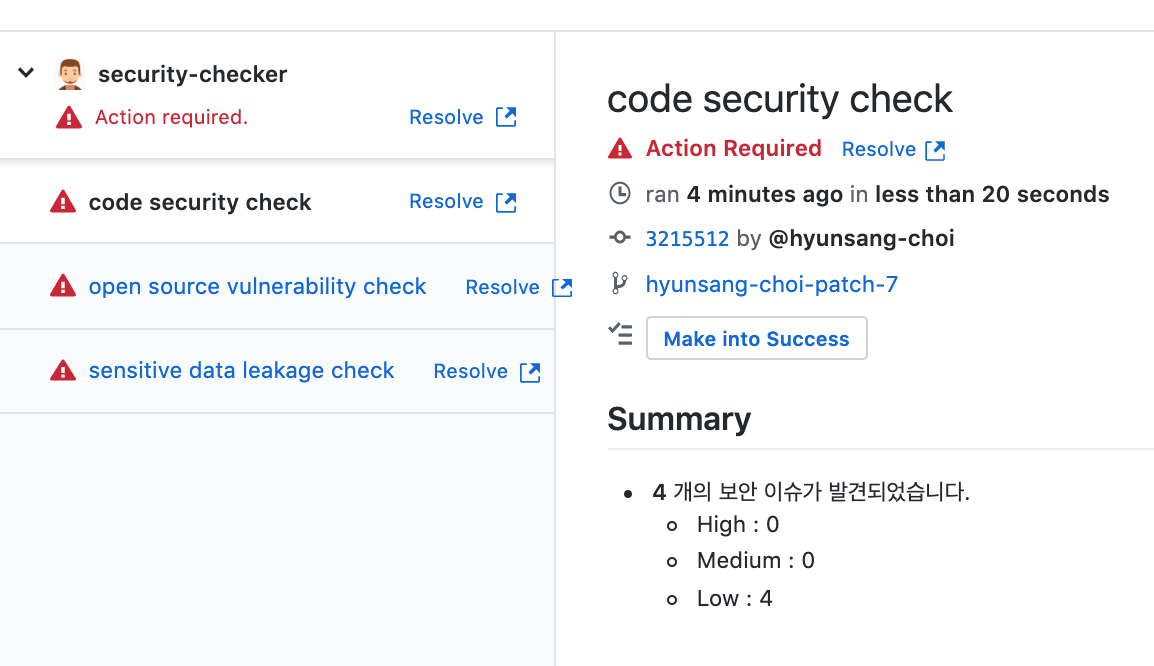 security-checker
Action required. Resolve
code security check Resolve
open source vulnerability check Resolve
sensitive data leakage check Resolve
code security check
Action Required Resolve
ran 4 minutes ago in less than 20 seconds
3215512 by @hyunsang-choi
hyunsang-choi-patch-7
Make into Success
Summary
4 개의 보안 이슈가 발견되었습니다.
High : 0
Medium : 0
Low : 4